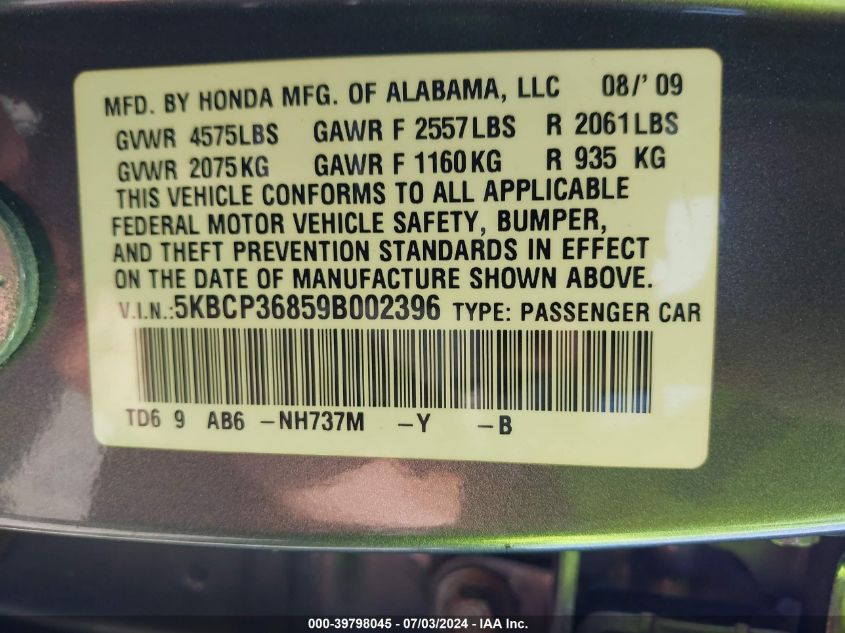 MFD. BY HONDA MFG. OF ALABAMA, LLC 08/' 09
GVWR 4575LBS GAWR F 2557LBS R 2061LBS
GVWR 2075KG GAWR F 1160KG R 935 KG
THIS VEHICLE CONFORMS TO ALL APPLICABLE
FEDERAL MOTOR VEHICLE SAFETY, BUMPER,
AND THEFT PREVENTION STANDARDS IN EFFECT
ON THE DATE OF MANUFACTURE SHOWN ABOVE.
V.I.N.:5KBCP36859B002396 TYPE: PASSENGER CAR
TD6 9 AB6 -NH737M -Y -B
000-39798045 / 07/03/2024 - IAA Inc.